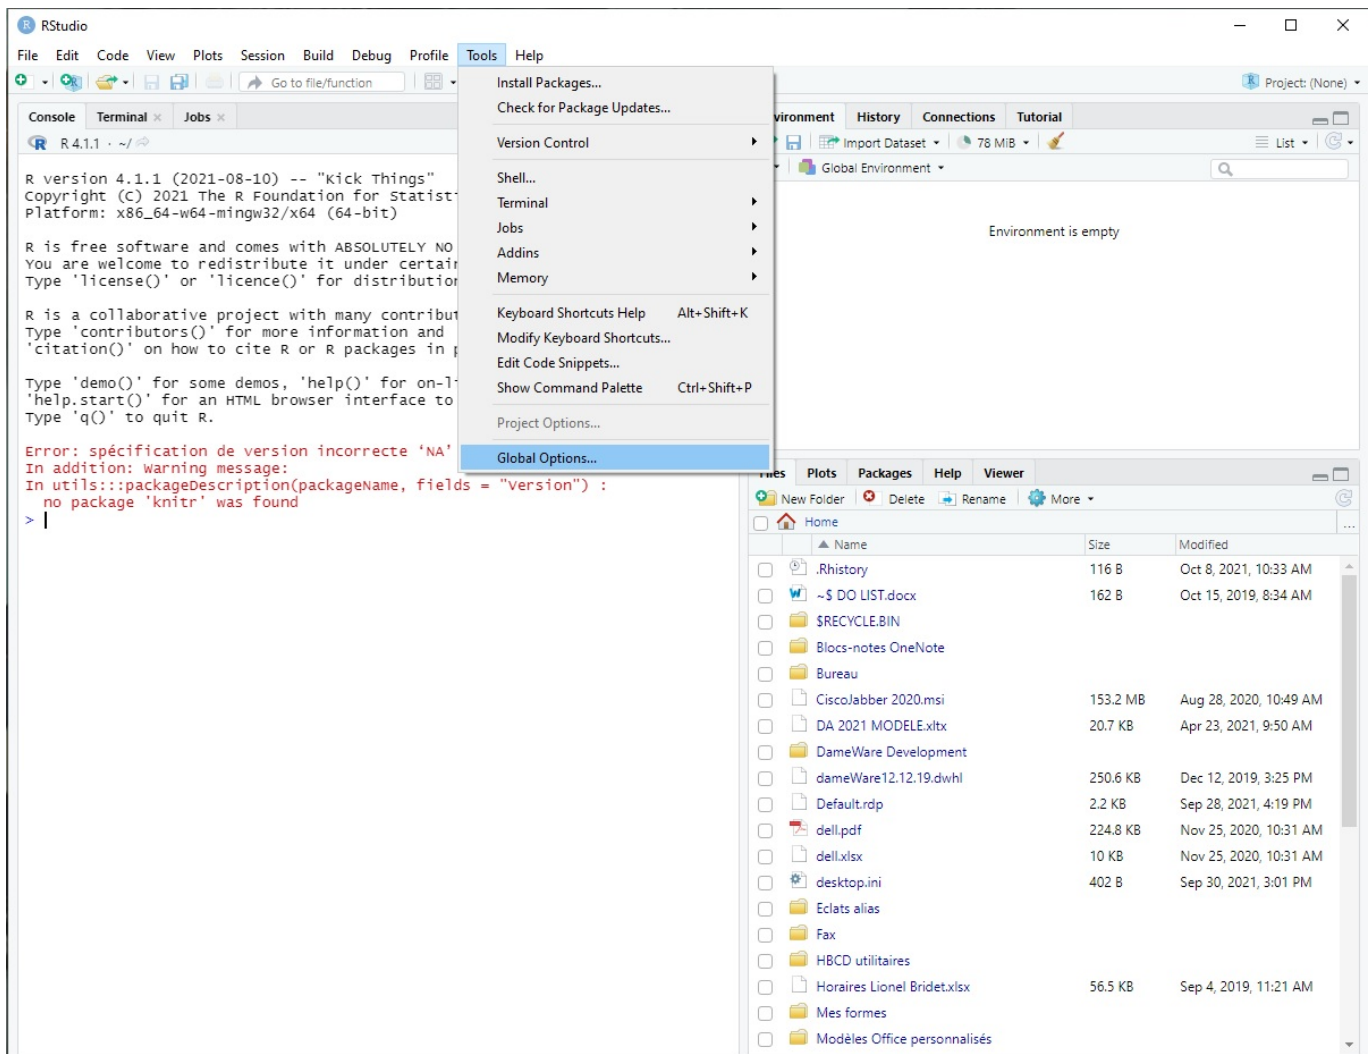 RStudio
File Edit Code View Plots Session Build Debug Profile Tools Help
Go to file/function
Project: (None)
Install Packages...
Check for Package Updates...
Version Control
Shell...
Terminal
Jobs
Addins
Memory
Keyboard Shortcuts Help Alt+Shift+K
Modify Keyboard Shortcuts...
Edit Code Snippets...
Show Command Palette Ctrl+Shift+P
Project Options...
Global Options...
Console Terminal Jobs
R 4.1.1 · ~/
R version 4.1.1 (2021-08-10) -- "Kick Things"
Copyright (C) 2021 The R Foundation for Statist
Platform: x86_64-w64-mingw32/x64 (64-bit)
R is free software and comes with ABSOLUTELY NO
You are welcome to redistribute it under certai
Type 'license()' or 'licence()' for distribution
R is a collaborative project with many contribut
Type 'contributors()' for more information and
'citation()' on how to cite R or R packages in p
Type 'demo()' for some demos, 'help()' for on-li
'help.start()' for an HTML browser interface to
Type 'q()' to quit R.
Error: spécification de version incorrecte ‘NA’
In addition: Warning message:
In utils:::packageDescription(packageName, fields = "Version") :
no package 'knitr' was found
>
vironment History Connections Tutorial
Import Dataset 78 MiB List
Global Environment
Environment is empty
Files Plots Packages Help Viewer
New Folder Delete Rename More
Home ...
Name Size Modified
.Rhistory 116 B Oct 8, 2021, 10:33 AM
~$ DO LIST.docx 162 B Oct 15, 2019, 8:34 AM
$RECYCLE.BIN
Blocs-notes OneNote
Bureau
CiscoJabber 2020.msi 153.2 MB Aug 28, 2020, 10:49 AM
DA 2021 MODELE.xltx 20.7 KB Apr 23, 2021, 9:50 AM
DameWare Development
dameWare12.12.19.dwhl 250.6 KB Dec 12, 2019, 3:25 PM
Default.rdp 2.2 KB Sep 28, 2021, 4:19 PM
dell.pdf 224.8 KB Nov 25, 2020, 10:31 AM
dell.xlsx 10 KB Nov 25, 2020, 10:31 AM
desktop.ini 402 B Sep 30, 2021, 3:01 PM
Eclats alias
Fax
HBCD utilitaires
Horaires Lionel Bridet.xlsx 56.5 KB Sep 4, 2019, 11:21 AM
Mes formes
Modèles Office personnalisés